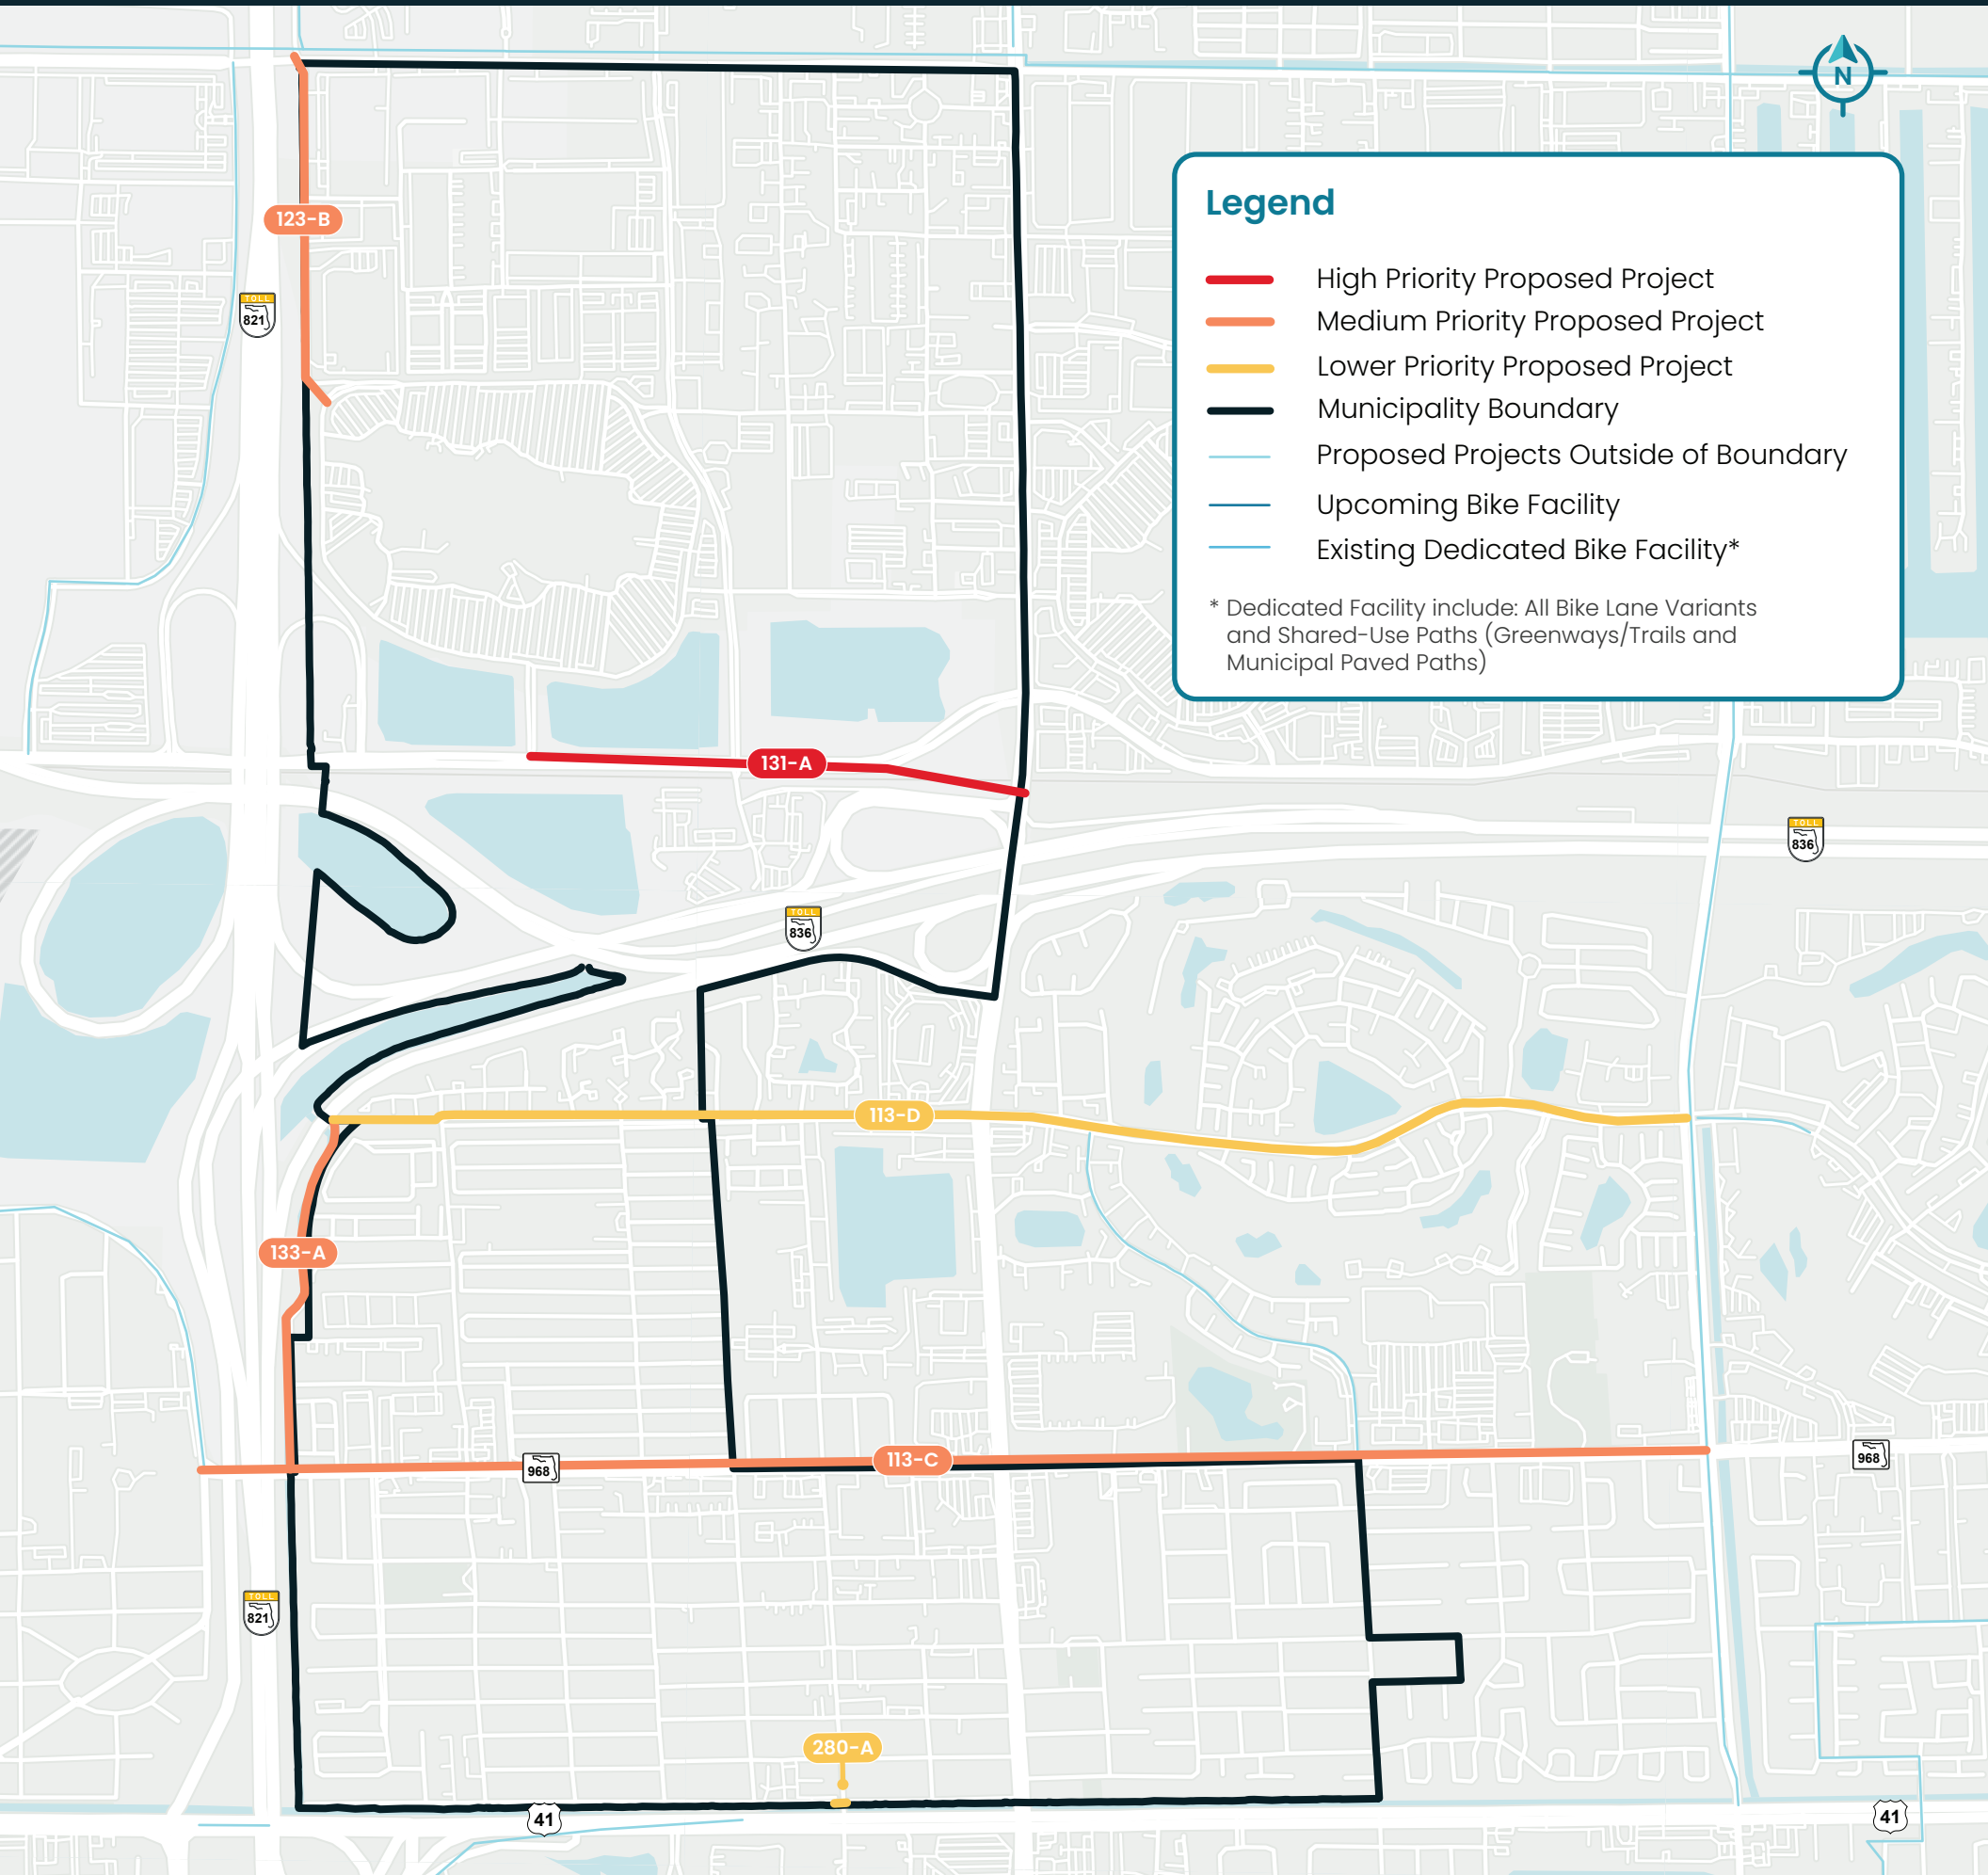 N
Legend
High Priority Proposed Project
Medium Priority Proposed Project
Lower Priority Proposed Project
Municipality Boundary
Proposed Projects Outside of Boundary
Upcoming Bike Facility
Existing Dedicated Bike Facility*
* Dedicated Facility include: All Bike Lane Variants
and Shared-Use Paths (Greenways/Trails and
Municipal Paved Paths)
123-B
TOLL
821
131-A
TOLL
836
TOLL
836
113-D
133-A
113-C
968
968
TOLL
821
280-A
41
41